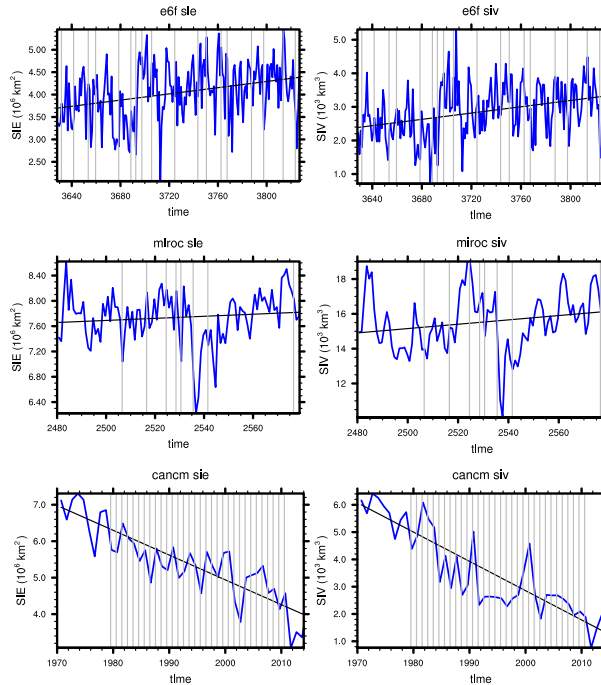 e6f sle
e6f siv
SIE (10⁶ km²)
5.00
4.50
4.00
3.50
3.00
2.50
SIV (10³ km³)
5.0
4.0
3.0
2.0
1.0
3640 3680 3720 3760 3800
3640 3680 3720 3760 3800
tIme
tIme
mIroc sIe
miroc siv
SIE (10⁶ km²)
8.40
8.00
7.60
7.20
6.80
6.40
SIV (10³ km³)
18
16
14
12
2480 2500 2520 2540 2560
2480 2500 2520 2540 2560
time
tIme
cancm sie
cancm siv
SIE (10⁶ km²)
7.0
6.0
5.0
4.0
SIV (10³ km³)
6.0
5.0
4.0
3.0
2.0
1.0
1970 1980 1990 2000 2010
1970 1980 1990 2000 2010
tIme
tIme